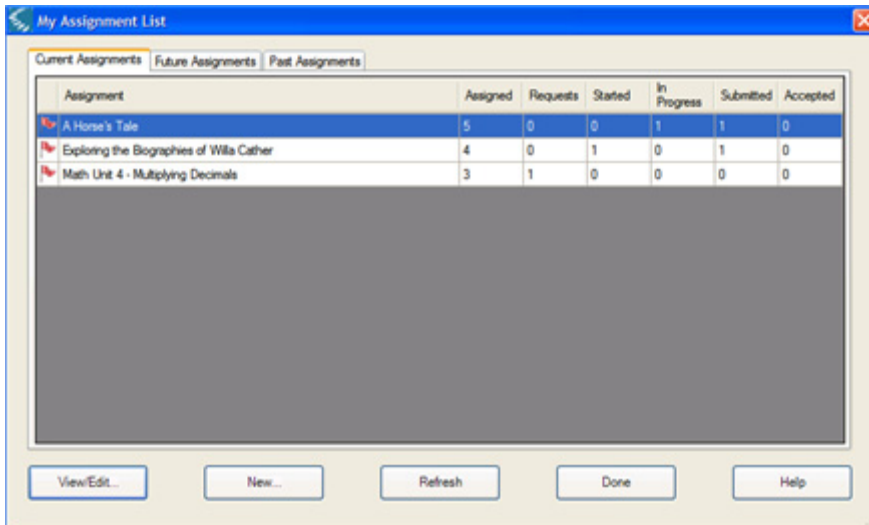 My Assignment List
Current Assignments Future Assignments Past Assignments
Assignment Assigned Requests Started In Progress Submitted Accepted
A Horse's Tale 5 0 0 1 1 0
Exploring the Biographies of Willa Cather 4 0 1 0 1 0
Math Unit 4 - Multiplying Decimals 3 1 0 0 0 0
View/Edit... New... Refresh Done Help